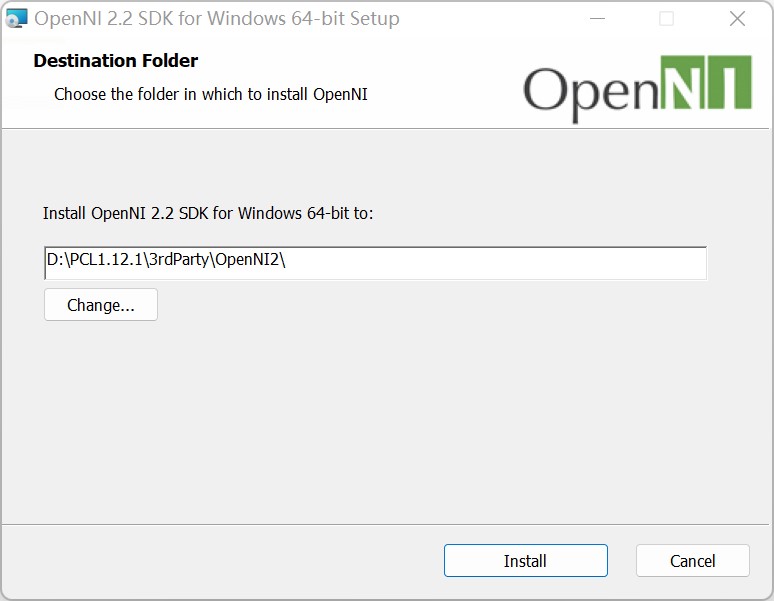 OpenNI 2.2 SDK for Windows 64-bit Setup
Destination Folder
Choose the folder in which to install OpenNI
OpenNI
Install OpenNI 2.2 SDK for Windows 64-bit to:
D:\PCL1.12.1\3rdParty\OpenNI2\
Change...
Install
Cancel